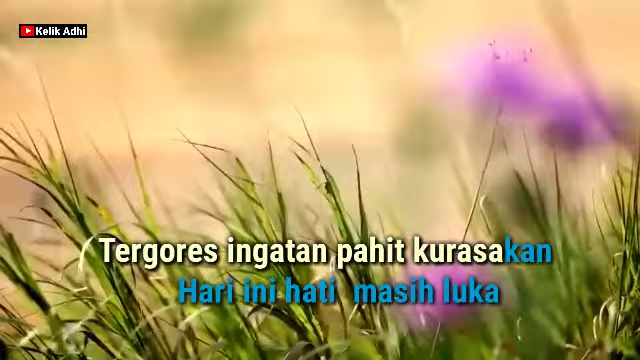 Kelik Adhi
Tergores ingatan pahit kurasakan
Hari ini hati masih luka